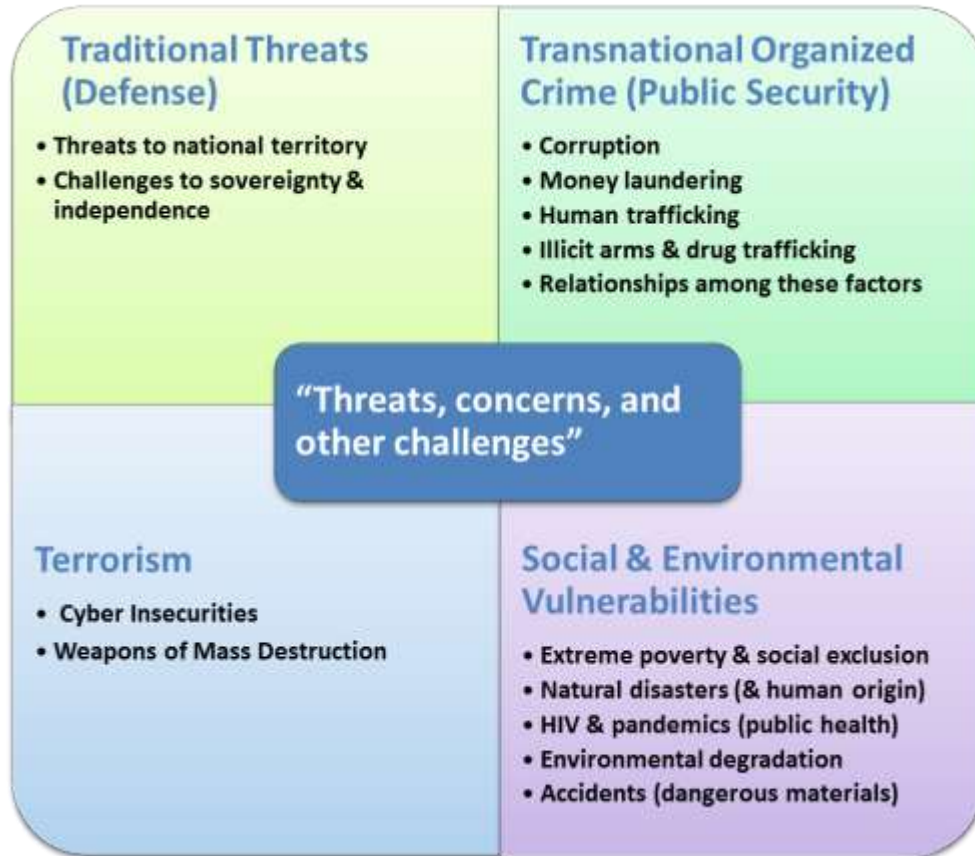 Traditional Threats
(Defense)
• Threats to national territory
• Challenges to sovereignty &
independence
Transnational Organized
Crime (Public Security)
• Corruption
• Money laundering
• Human trafficking
• Illicit arms & drug trafficking
• Relationships among these factors
“Threats, concerns, and
other challenges”
Terrorism
• Cyber Insecurities
• Weapons of Mass Destruction
Social & Environmental
Vulnerabilities
• Extreme poverty & social exclusion
• Natural disasters (& human origin)
• HIV & pandemics (public health)
• Environmental degradation
• Accidents (dangerous materials)